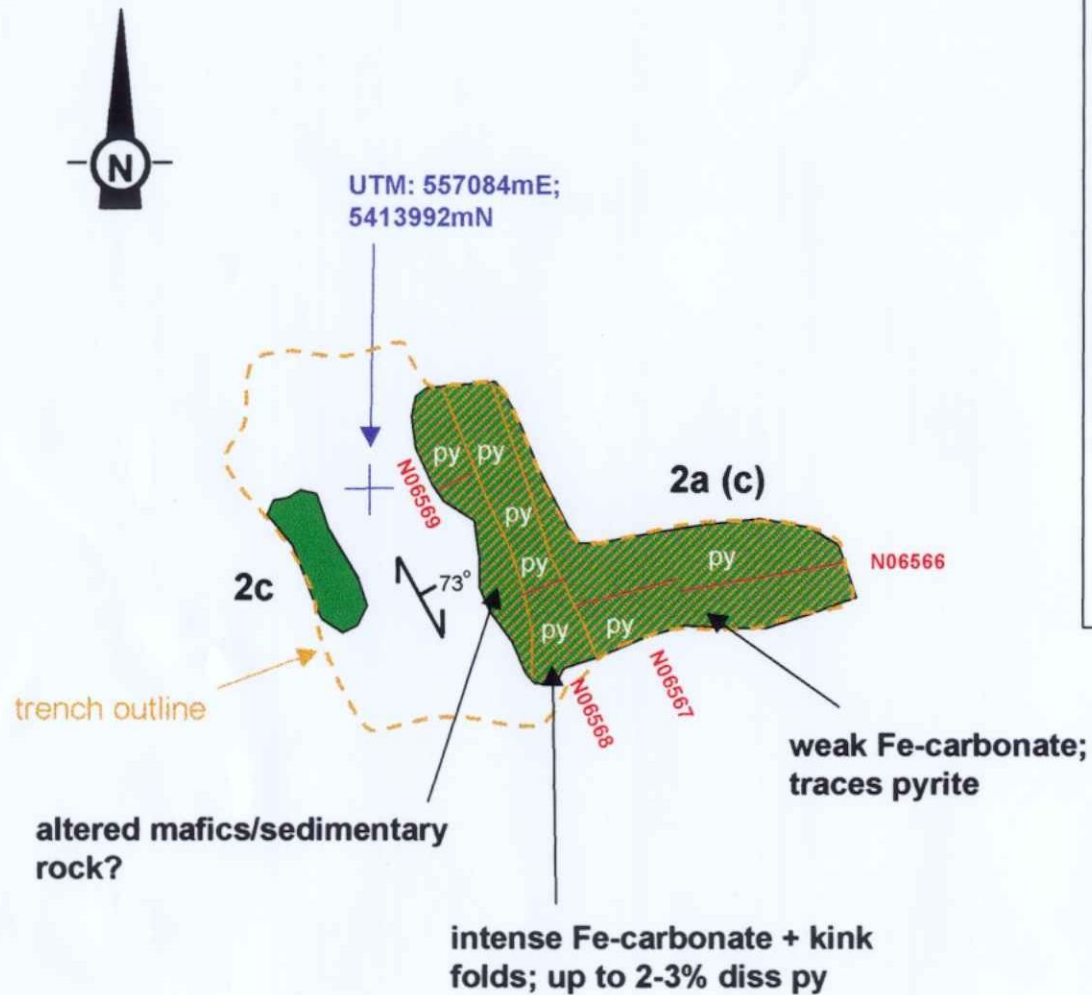 N
UTM: 557084mE;
5413992mN
py
py
N06569
py
2a (c)
py
py
N06566
2c
73°
py
py
N06568
N06567
trench outline
weak Fe-carbonate;
traces pyrite
altered mafics/sedimentary
rock?
intense Fe-carbonate + kink
folds; up to 2-3% diss py